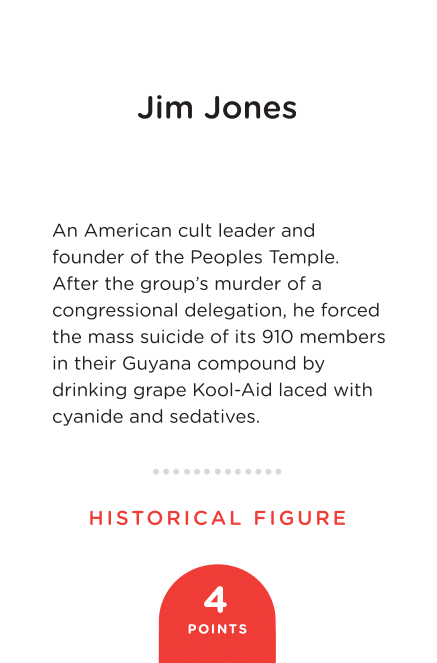 Jim Jones
An American cult leader and
founder of the Peoples Temple.
After the group’s murder of a
congressional delegation, he forced
the mass suicide of its 910 members
in their Guyana compound by
drinking grape Kool-Aid laced with
cyanide and sedatives.
HISTORICAL FIGURE
4
POINTS